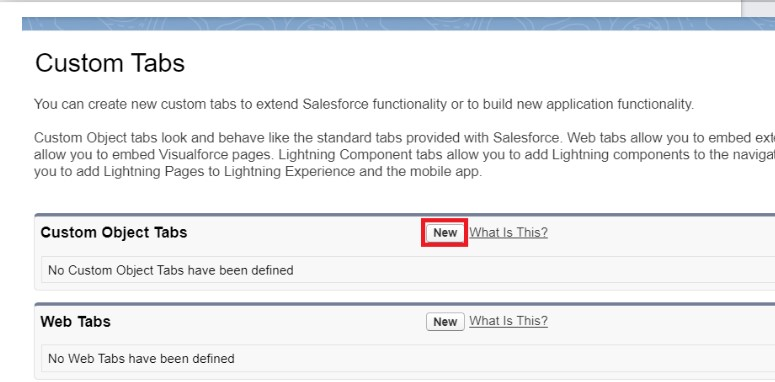 Custom Tabs
You can create new custom tabs to extend Salesforce functionality or to build new application functionality.
Custom Object tabs look and behave like the standard tabs provided with Salesforce. Web tabs allow you to embed
allow you to embed Visualforce pages. Lightning Component tabs allow you to add Lightning components to the
you to add Lightning Pages to Lightning Experience and the mobile app.
Custom Object Tabs New What Is This?
No Custom Object Tabs have been defined
Web Tabs New What Is This?
No Web Tabs have been defined